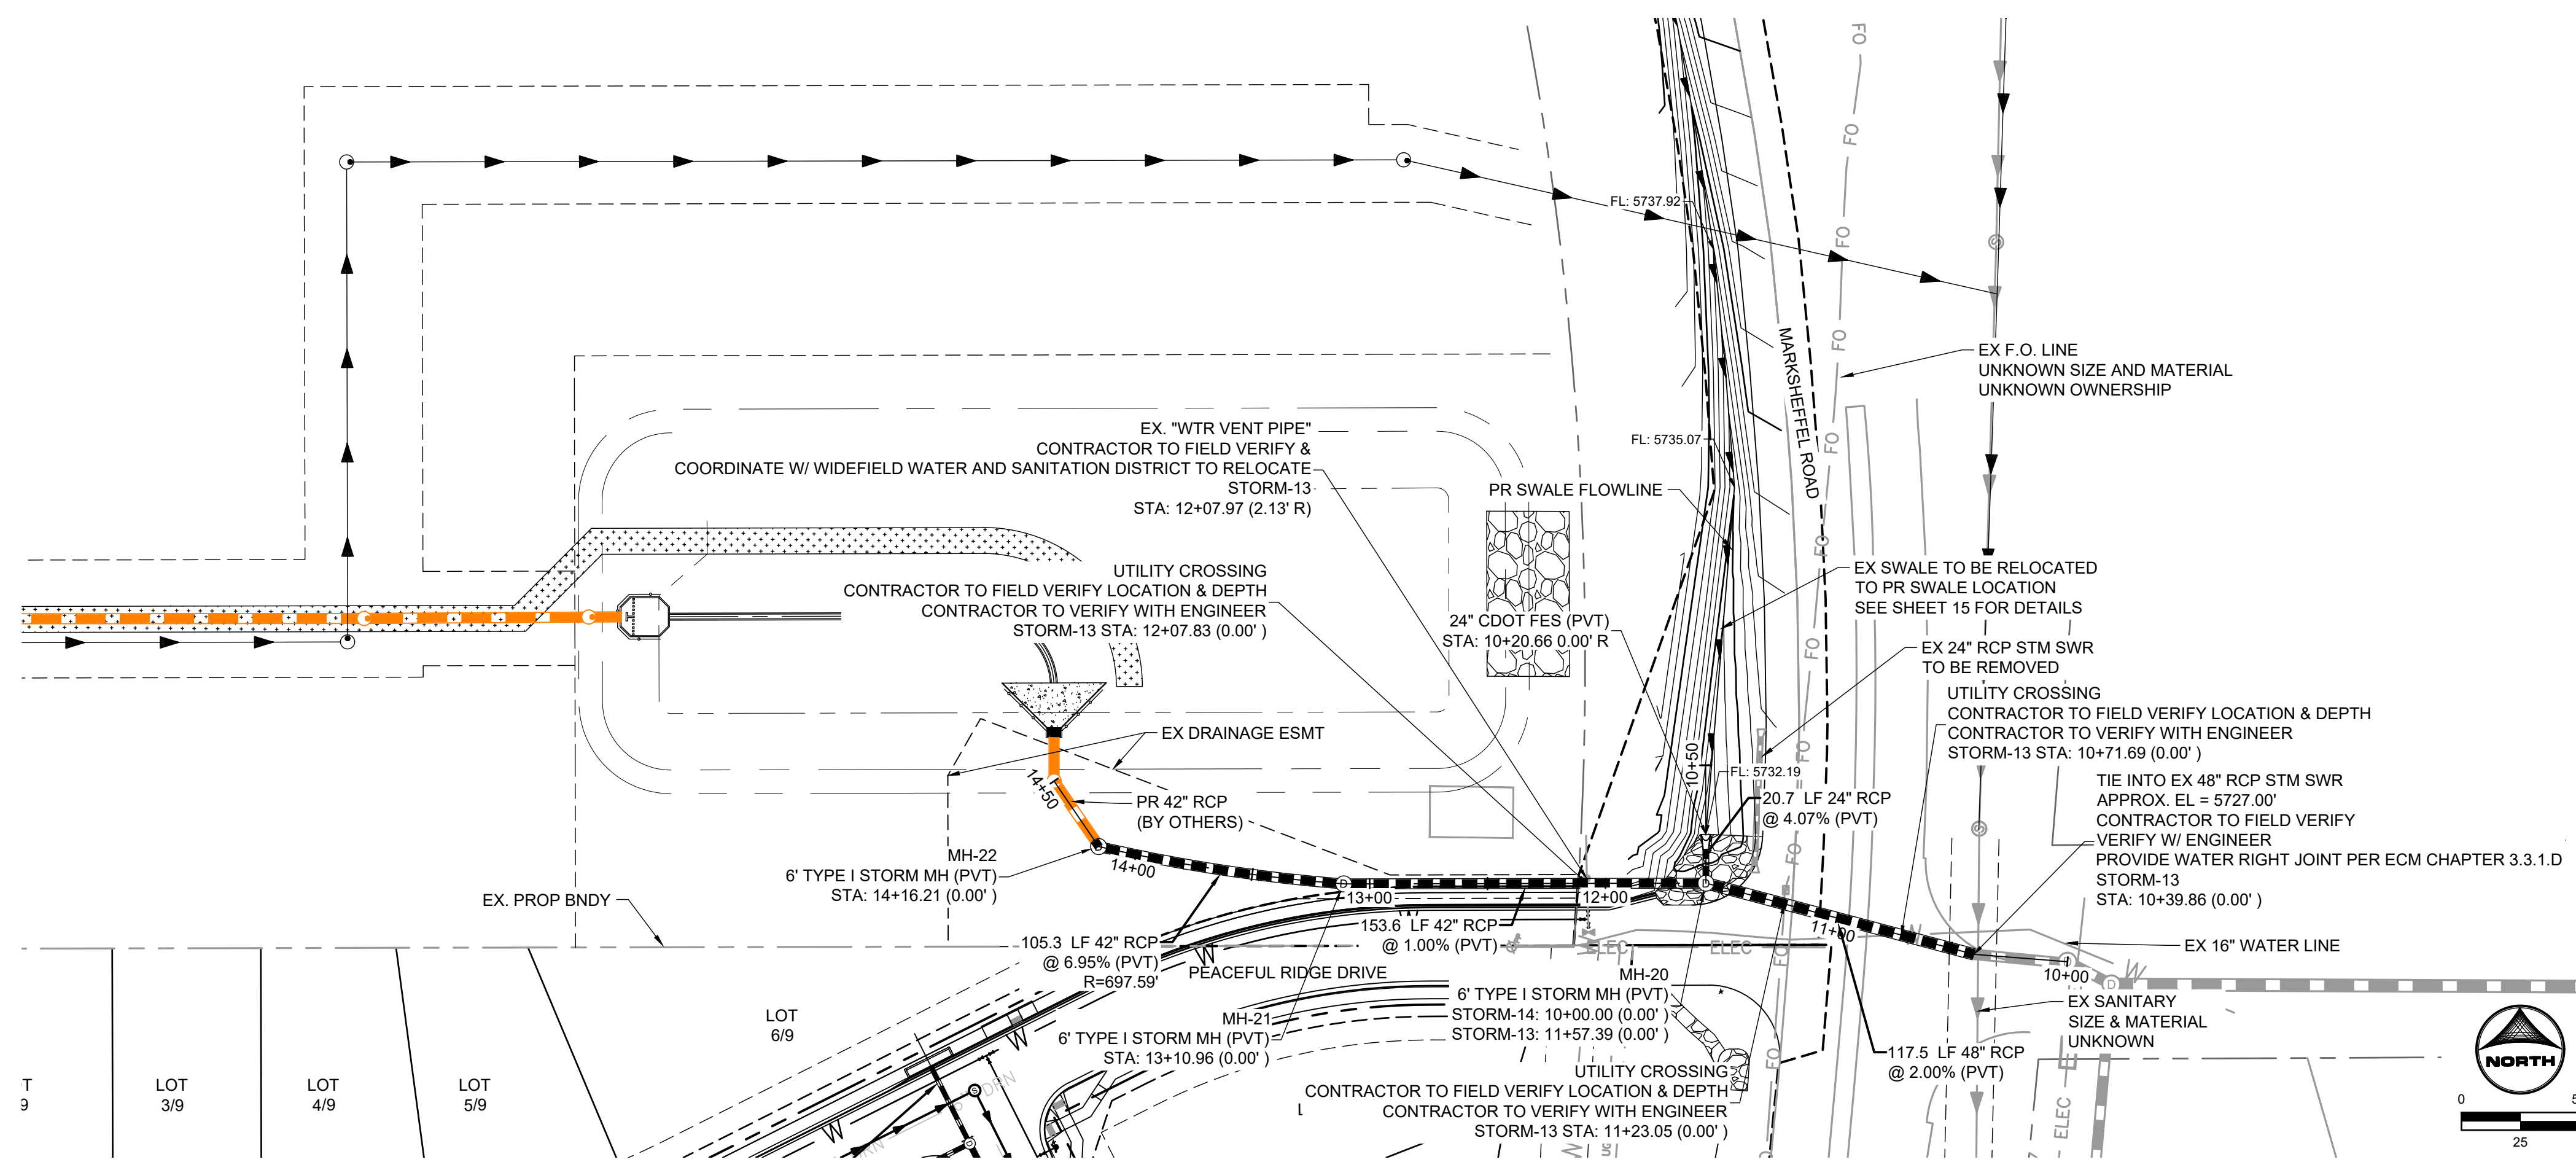 FO
FO
FO
FO
FO
FO
FO
FO
FO
FO
FO
FL: 5737.92
S
MARKSHEFFEL ROAD
EX F.O. LINE
UNKNOWN SIZE AND MATERIAL
UNKNOWN OWNERSHIP
EX. "WTR VENT PIPE"
CONTRACTOR TO FIELD VERIFY &
COORDINATE W/ WIDEFIELD WATER AND SANITATION DISTRICT TO RELOCATE
STORM-13
STA: 12+07.97 (2.13' R)
FL: 5735.07
PR SWALE FLOWLINE
UTILITY CROSSING
CONTRACTOR TO FIELD VERIFY LOCATION & DEPTH
CONTRACTOR TO VERIFY WITH ENGINEER
STORM-13 STA: 12+07.83 (0.00' )
EX SWALE TO BE RELOCATED
TO PR SWALE LOCATION
SEE SHEET 15 FOR DETAILS
24" CDOT FES (PVT)
STA: 10+20.66 0.00' R
EX 24" RCP STM SWR
TO BE REMOVED
UTILITY CROSSING
CONTRACTOR TO FIELD VERIFY LOCATION & DEPTH
CONTRACTOR TO VERIFY WITH ENGINEER
STORM-13 STA: 10+71.69 (0.00' )
EX DRAINAGE ESMT
10+50
FL: 5732.19
14+50
PR 42" RCP
(BY OTHERS)
20.7 LF 24" RCP
@ 4.07% (PVT)
S
TIE INTO EX 48" RCP STM SWR
APPROX. EL = 5727.00'
CONTRACTOR TO FIELD VERIFY
VERIFY W/ ENGINEER
PROVIDE WATER RIGHT JOINT PER ECM CHAPTER 3.3.1.D
STORM-13
STA: 10+39.86 (0.00' )
MH-22
6' TYPE I STORM MH (PVT)
STA: 14+16.21 (0.00' )
14+00
13+00
12+00
11+00
10+00
EX. PROP BNDY
105.3 LF 42" RCP
@ 6.95% (PVT)
R=697.59'
153.6 LF 42" RCP
@ 1.00% (PVT)
ELEC
ELEC
W
W
EX 16" WATER LINE
PEACEFUL RIDGE DRIVE
MH-20
6' TYPE I STORM MH (PVT)
STORM-14: 10+00.00 (0.00' )
STORM-13: 11+57.39 (0.00' )
MH-21
6' TYPE I STORM MH (PVT)
STA: 13+10.96 (0.00' )
EX SANITARY
SIZE & MATERIAL
UNKNOWN
117.5 LF 48" RCP
@ 2.00% (PVT)
UTILITY CROSSING
CONTRACTOR TO FIELD VERIFY LOCATION & DEPTH
CONTRACTOR TO VERIFY WITH ENGINEER
STORM-13 STA: 11+23.05 (0.00' )
LOT
6/9
LOT
3/9
LOT
4/9
LOT
5/9
W
W
W
DRN
ELEC
NORTH
0
25